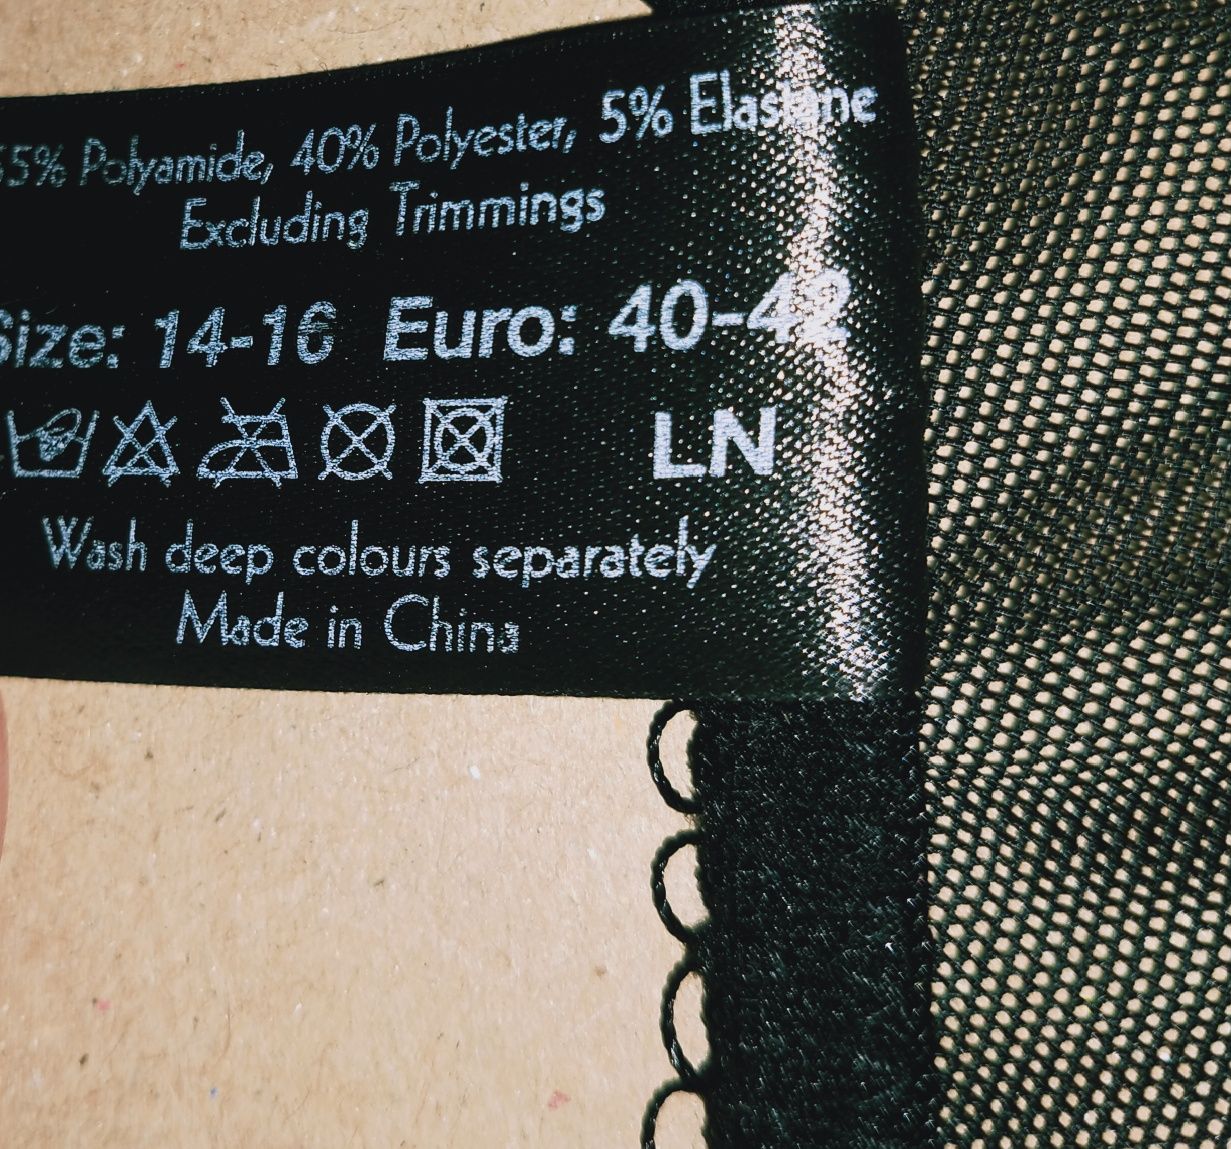 55% Polyamide, 40% Polyester, 5% Elastane
Excluding Trimmings
Size: 14-16 Euro: 40-42
LN
Wash deep colours separately
Made in China